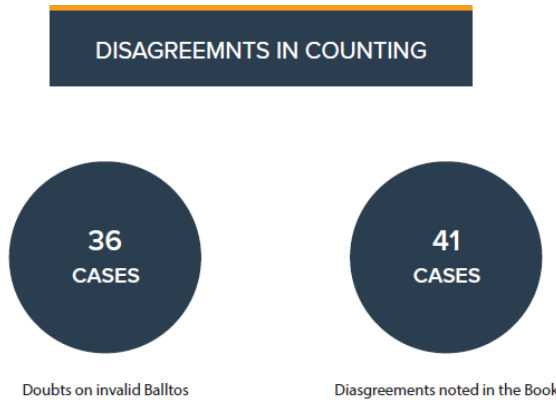 DISAGREEMNTS IN COUNTING
36
CASES
41
CASES
Doubts on invalid Balltos
Diasgreements noted in the Book